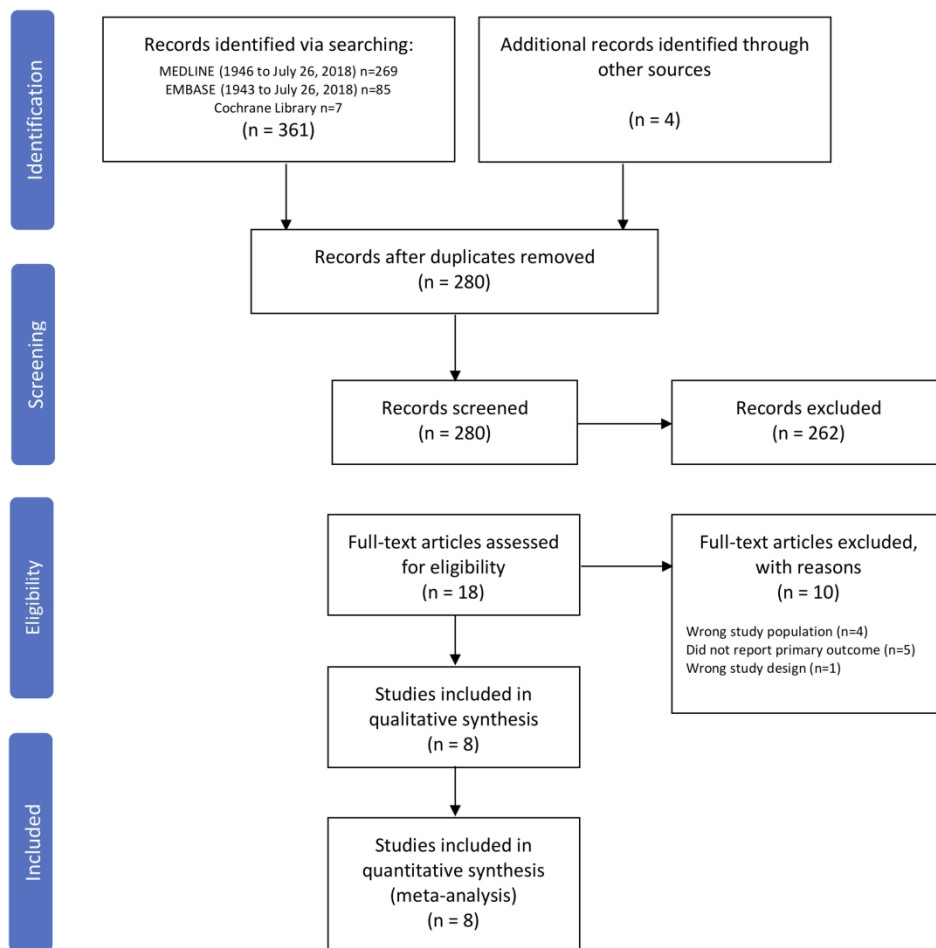 Identification
Records identified via searching:
MEDLINE (1946 to July 26, 2018) n=269
EMBASE (1943 to July 26, 2018) n=85
Cochrane Library n=7
(n = 361)
Additional records identified through
other sources
(n = 4)
Records after duplicates removed
(n = 280)
Screening
Records screened
(n = 280)
Records excluded
(n = 262)
Eligibility
Full-text articles assessed
for eligibility
(n = 18)
Full-text articles excluded,
with reasons
(n = 10)
Wrong study population (n=4)
Did not report primary outcome (n=5)
Wrong study design (n=1)
Studies included in
qualitative synthesis
(n = 8)
Included
Studies included in
quantitative synthesis
(meta-analysis)
(n = 8)